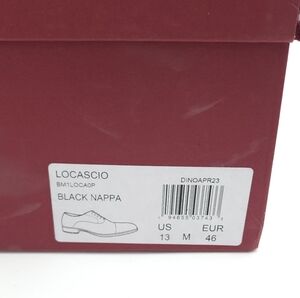 LOCASCIO
BM1LOCA0P
BLACK NAPPA
DINOAPR23
US
13
M
EUR
46